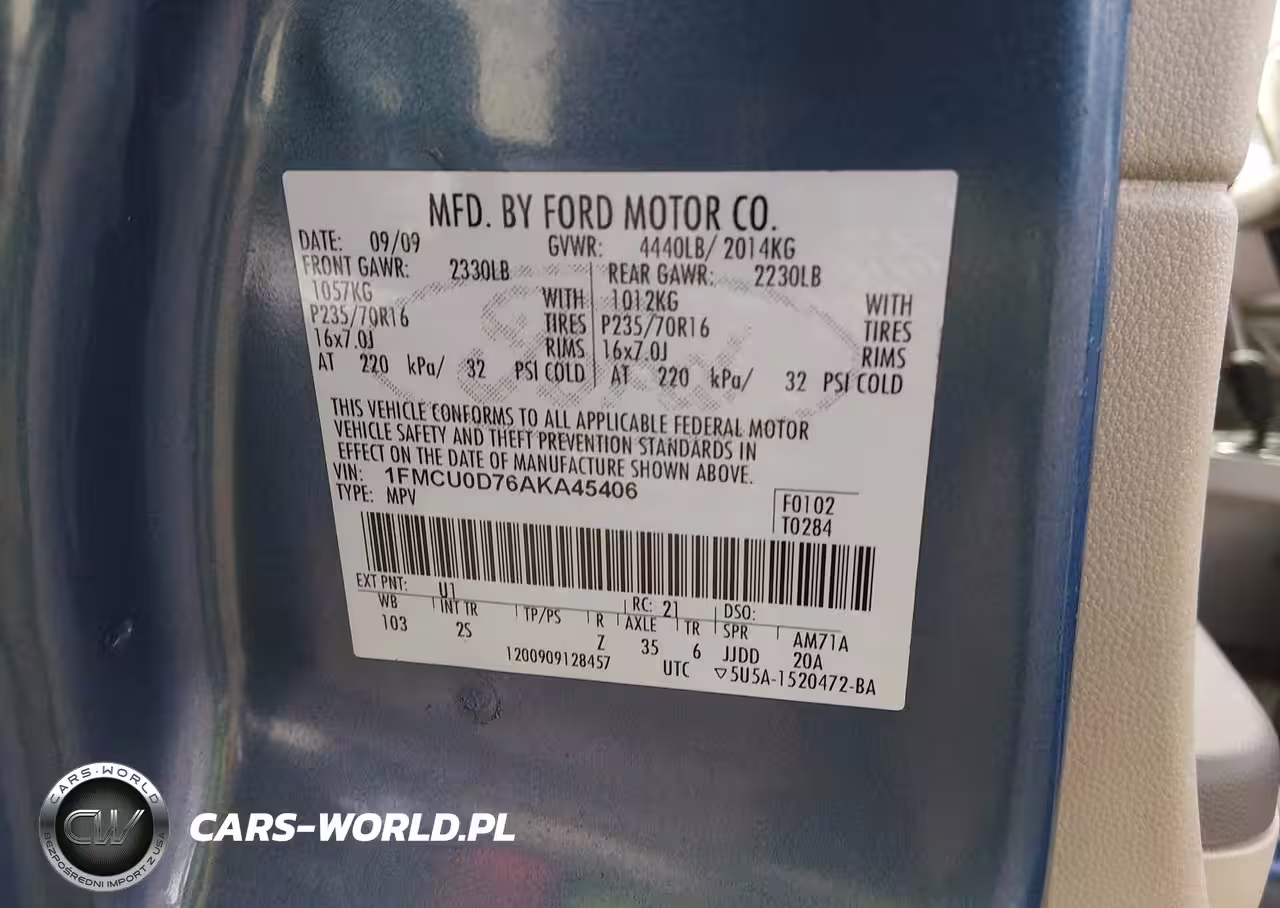 MFD. BY FORD MOTOR CO.
DATE: 09/09 GVWR: 4440LB/ 2014KG
FRONT GAWR: 2330LB REAR GAWR: 2230LB
1057KG WITH 1012KG WITH
P235/70R16 TIRES P235/70R16 TIRES
16x7.0J RIMS 16x7.0J RIMS
AT 220 kPa/ 32 PSI COLD AT 220 kPa/ 32 PSI COLD
THIS VEHICLE CONFORMS TO ALL APPLICABLE FEDERAL MOTOR
VEHICLE SAFETY AND THEFT PREVENTION STANDARDS IN
EFFECT ON THE DATE OF MANUFACTURE SHOWN ABOVE.
VIN: 1FMCU0D76AKA45406
TYPE: MPV
F0102
T0284
EXT PNT: U1 RC: 21 DSO:
WB INT TR TP/PS R AXLE TR SPR AM71A
103 2S Z 35 6 JJDD 20A
1200909128457 UTC ▽5U5A-1520472-BA
CARS-WORLD
CW
BEZPOŚREDNI IMPORT Z USA
CARS-WORLD.PL